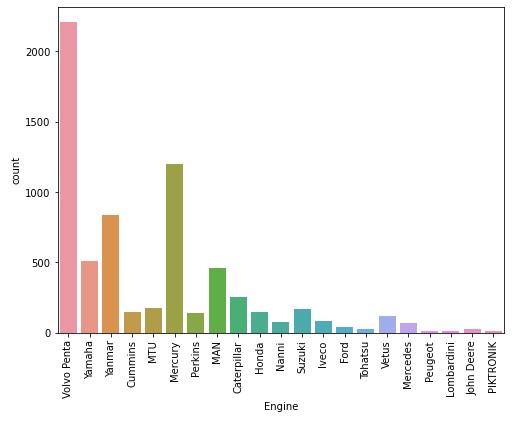 2000
1500
1000
500
0
count
Volvo Penta
Yamaha
Yanmar
Cummins
MTU
Mercury
Perkins
MAN
Caterpillar
Honda
Nanni
Suzuki
Iveco
Ford
Tohatsu
Vetus
Mercedes
Peugeot
Lombardini
John Deere
PIKTRONIK
Engine